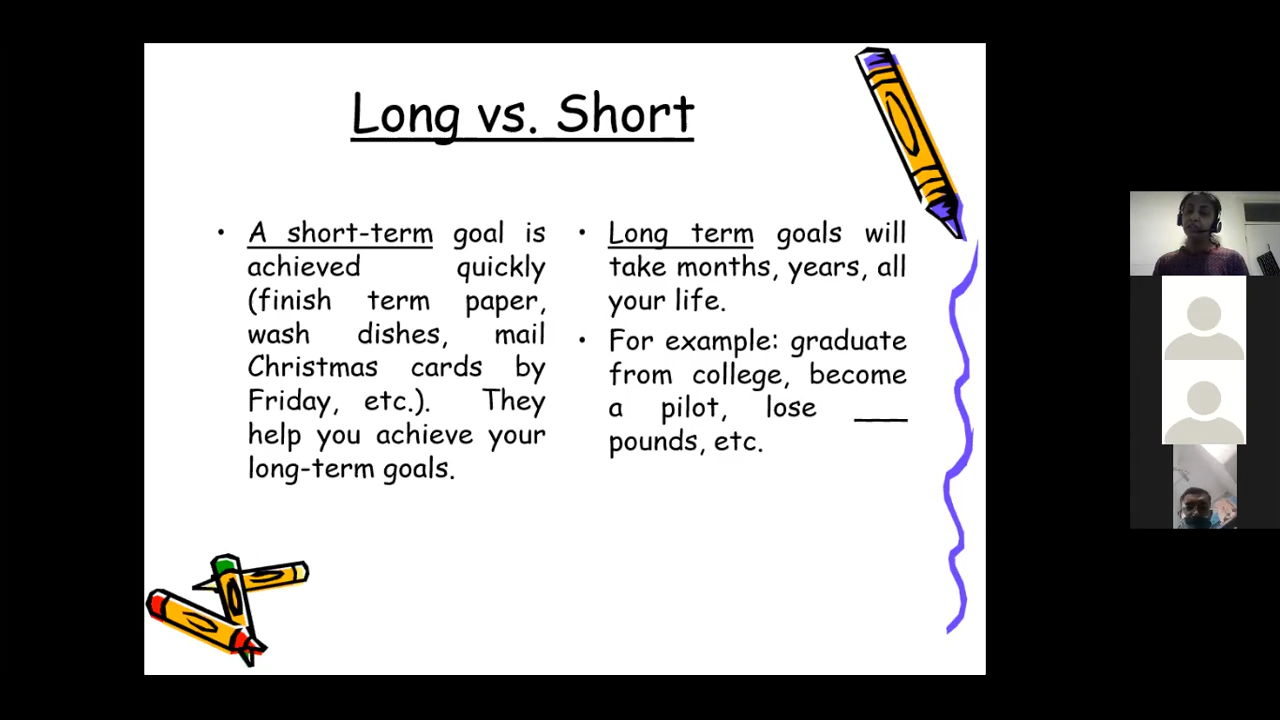 Long vs. Short
• A short-term goal is
achieved quickly
(finish term paper,
wash dishes, mail
Christmas cards by
Friday, etc.). They
help you achieve your
long-term goals.
• Long term goals will
take months, years, all
your life.
• For example: graduate
from college, become
a pilot, lose ____
pounds, etc.